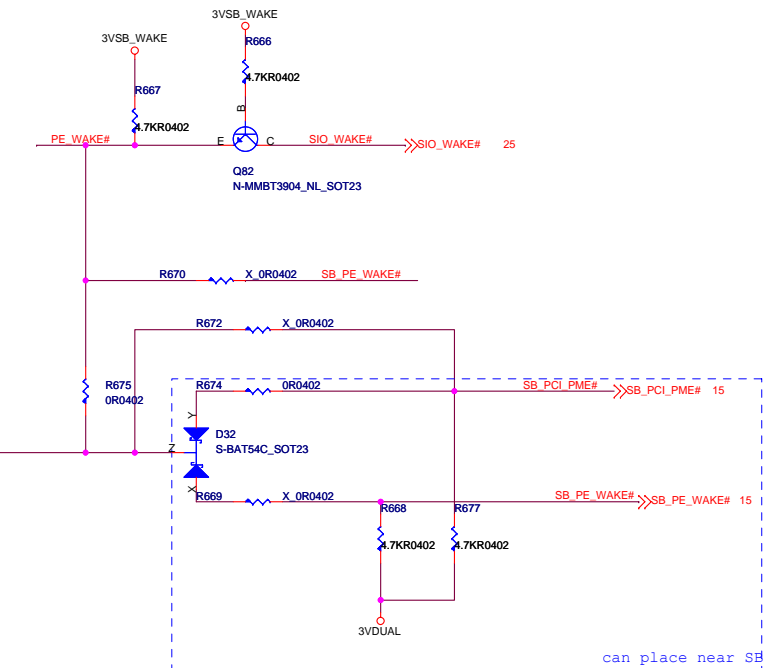 3VSB_WAKE
3VSB_WAKE
R666
4.7KR0402
R667
4.7KR0402
B
PE_WAKE#
E
C
SIO_WAKE#
SIO_WAKE# 25
Q82
N-MMBT3904_NL_SOT23
R670
X_0R0402
SB_PE_WAKE#
R672
X_0R0402
R675
0R0402
R674
0R0402
SB_PCI_PME#
SB_PCI_PME# 15
Y
D32
S-BAT54C_SOT23
Z
X
R669
X_0R0402
SB_PE_WAKE#
SB_PE_WAKE# 15
R668
R677
4.7KR0402
4.7KR0402
3VDUAL
can place near SB